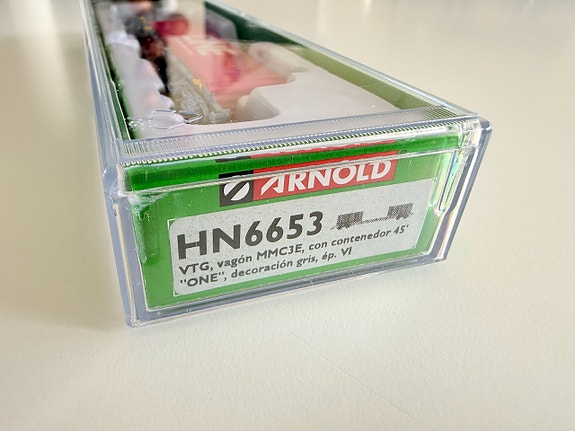 ARNOLD
HN6653
VTG, vagón MMC3E, con contenedor 45'
"ONE", decoración gris, ép. VI